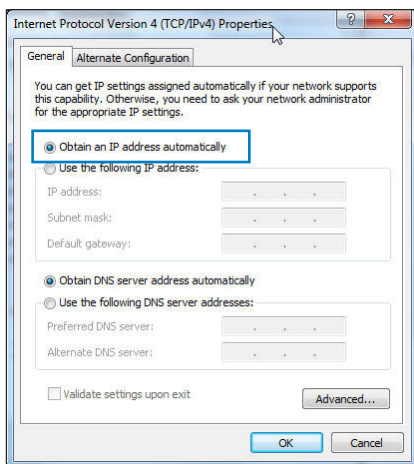 Internet Protocol Version 4 (TCP/IPv4) Properties
General
Alternate Configuration
You can get IP settings assigned automatically if your network supports
this capability. Otherwise, you need to ask your network administrator
for the appropriate IP settings.
Obtain an IP address automatically
Use the following IP address:
IP address:
Subnet mask:
Default gateway:
Obtain DNS server address automatically
Use the following DNS server addresses:
Preferred DNS server:
Alternate DNS server:
Validate settings upon exit
Advanced...
OK
Cancel